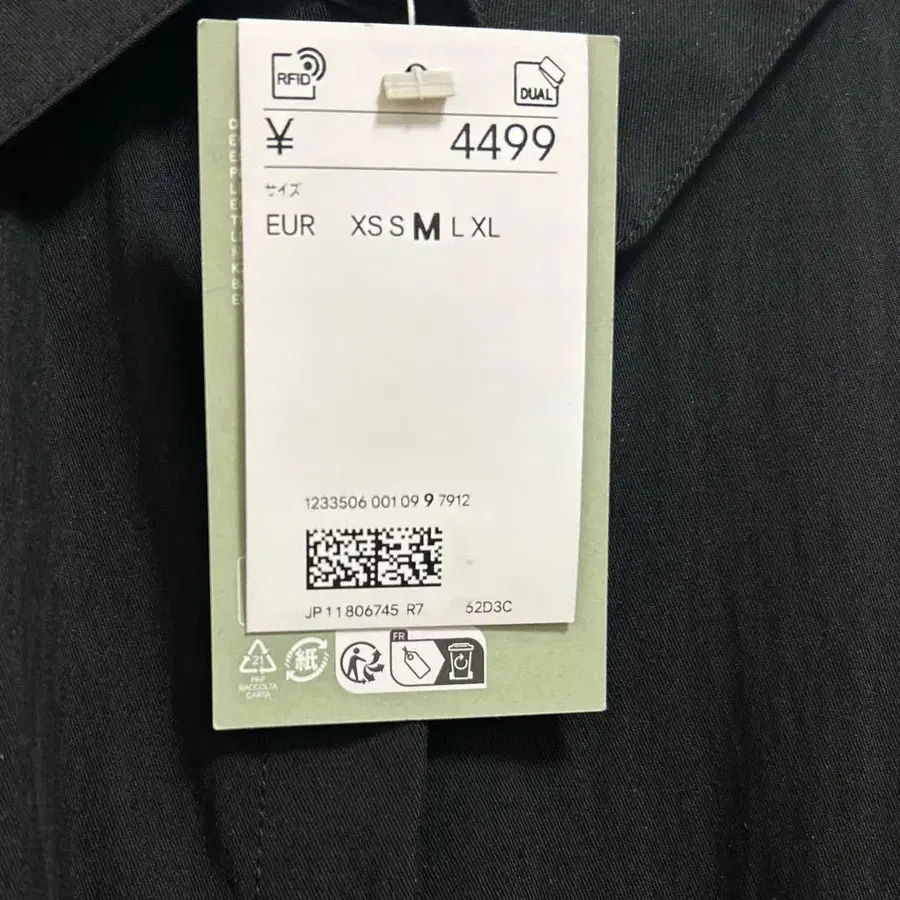 RFID
DUAL
¥ 4499
サイズ
EUR XS S M L XL
1233506 001 09 9 7912
JP 11806745 R7 62D3C
21
PAP
RACCOLTA
CARTA
紙
FR